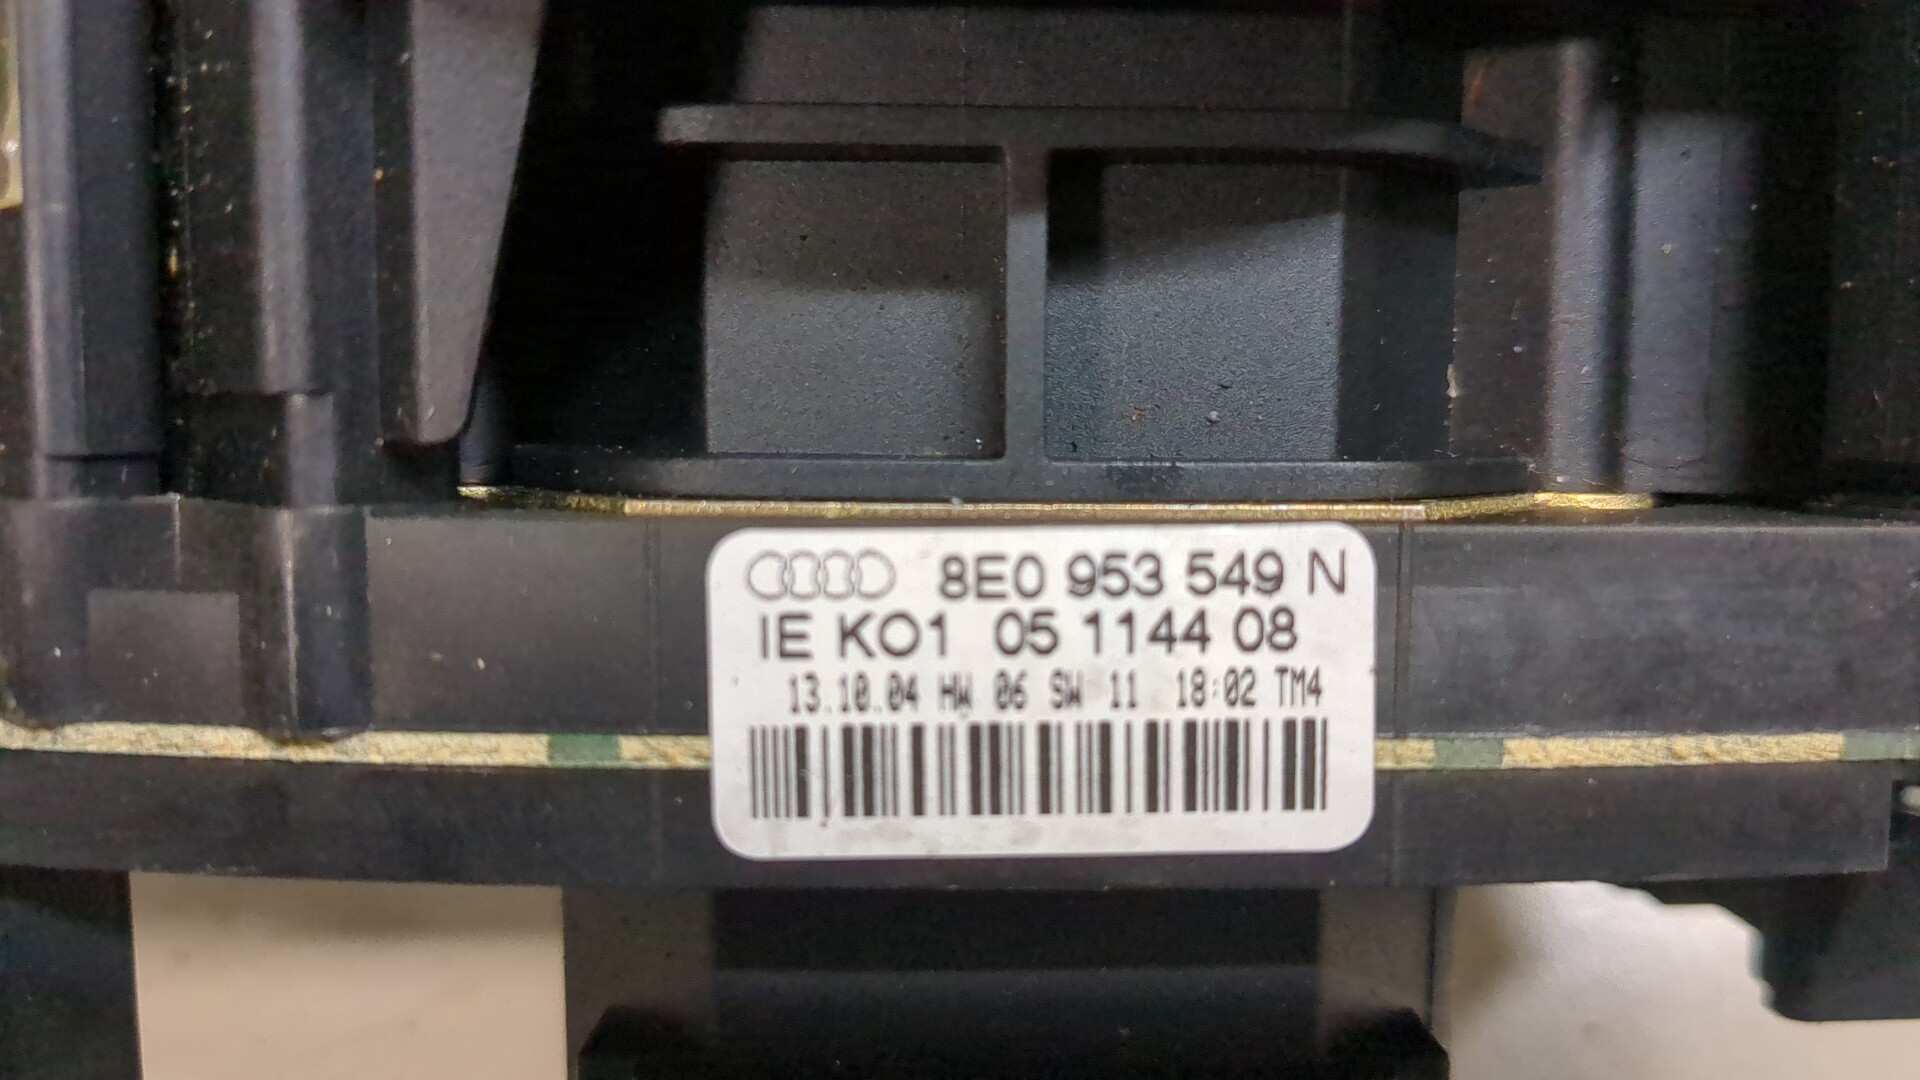 8E0 953 549 N
IE KO1 05 1144 08
13.10.04 HW 06 SW 11 18:02 TM4